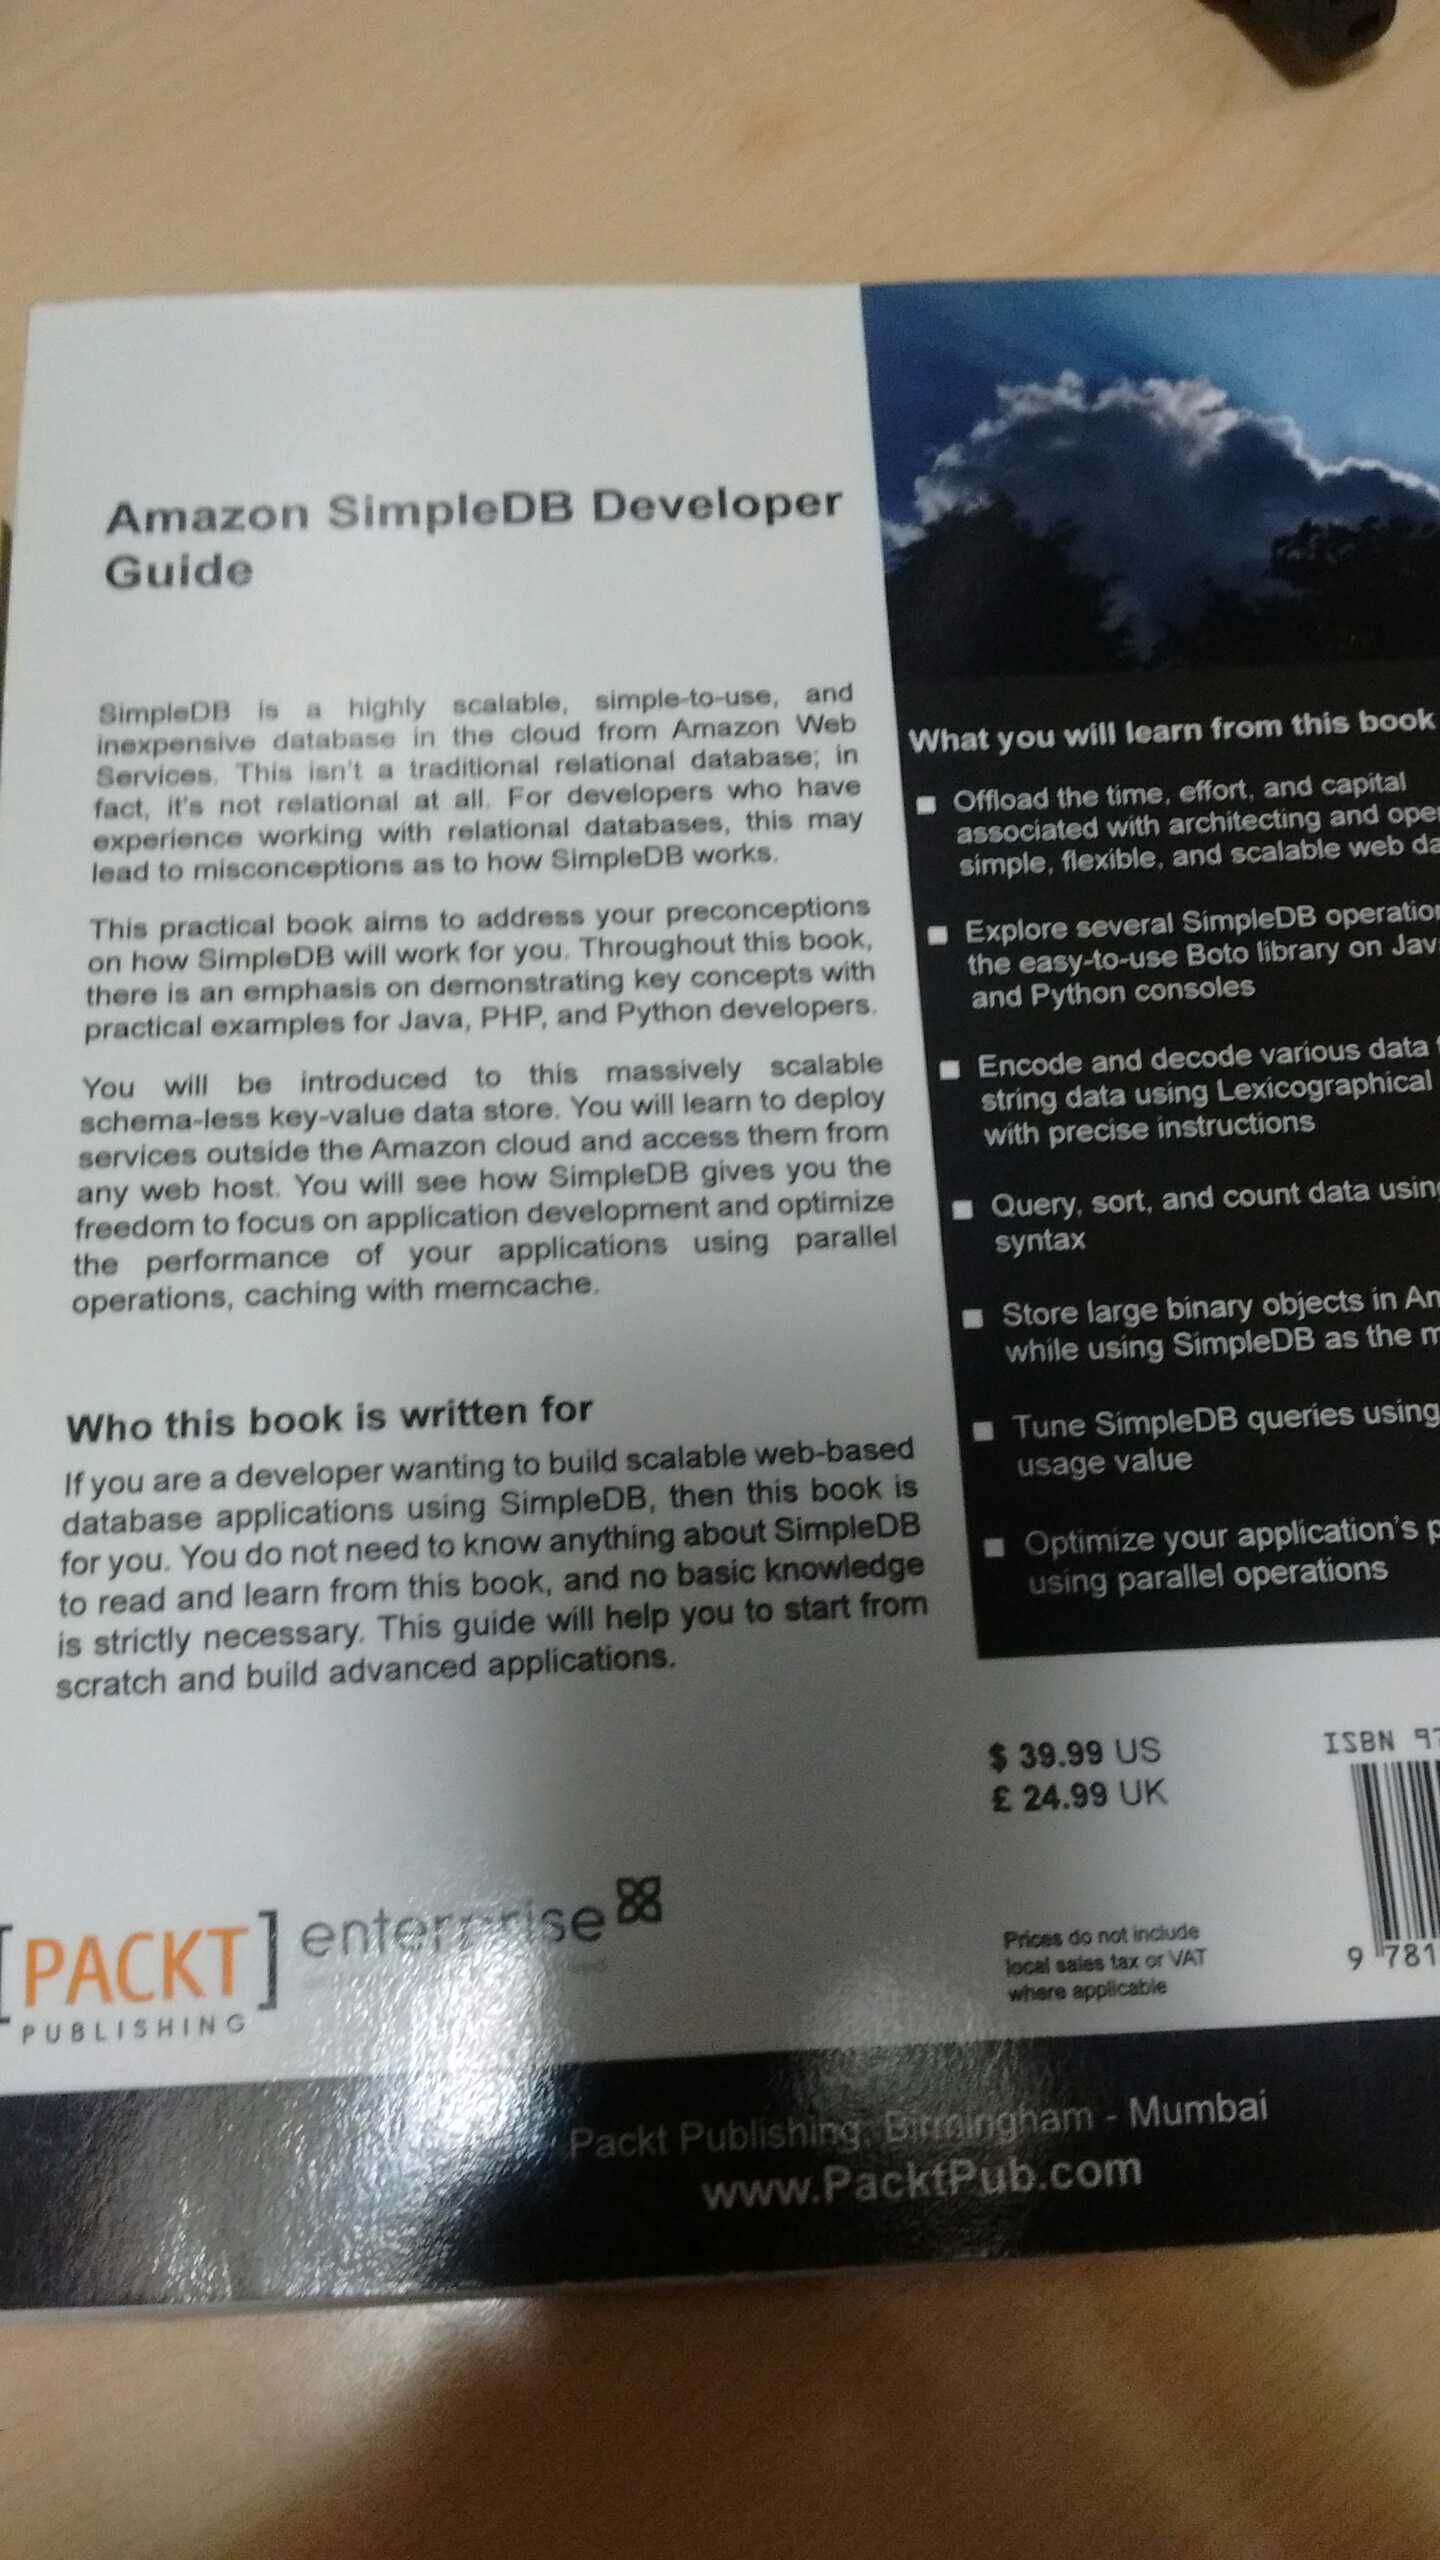 Amazon SimpleDB Developer
Guide
SimpleDB is a highly scalable, simple-to-use, and
inexpensive database in the cloud from Amazon Web
Services. This isn't a traditional relational database; in
fact, it's not relational at all. For developers who have
experience working with relational databases, this may
lead to misconceptions as to how SimpleDB works.
This practical book aims to address your preconceptions
on how SimpleDB will work for you. Throughout this book,
there is an emphasis on demonstrating key concepts with
practical examples for Java, PHP, and Python developers.
You will be introduced to this massively scalable
schema-less key-value data store. You will learn to deploy
services outside the Amazon cloud and access them from
any web host. You will see how SimpleDB gives you the
freedom to focus on application development and optimize
the performance of your applications using parallel
operations, caching with memcache.
Who this book is written for
If you are a developer wanting to build scalable web-based
database applications using SimpleDB, then this book is
for you. You do not need to know anything about SimpleDB
to read and learn from this book, and no basic knowledge
is strictly necessary. This guide will help you to start from
scratch and build advanced applications.
What you will learn from this book
Offload the time, effort, and capital
associated with architecting and ope
simple, flexible, and scalable web da
Explore several SimpleDB operatio
the easy-to-use Boto library on Jav
and Python consoles
Encode and decode various data
string data using Lexicographical
with precise instructions
Query, sort, and count data using
syntax
Store large binary objects in Am
while using SimpleDB as the m
Tune SimpleDB queries using
usage value
Optimize your application's p
using parallel operations
$ 39.99 US
£ 24.99 UK
Prices do not include
local sales tax or VAT
where applicable
ISBN 97
9 781
[PACKT] enterprise
PUBLISHING
Packt Publishing, Birmingham - Mumbai
www.PacktPub.com